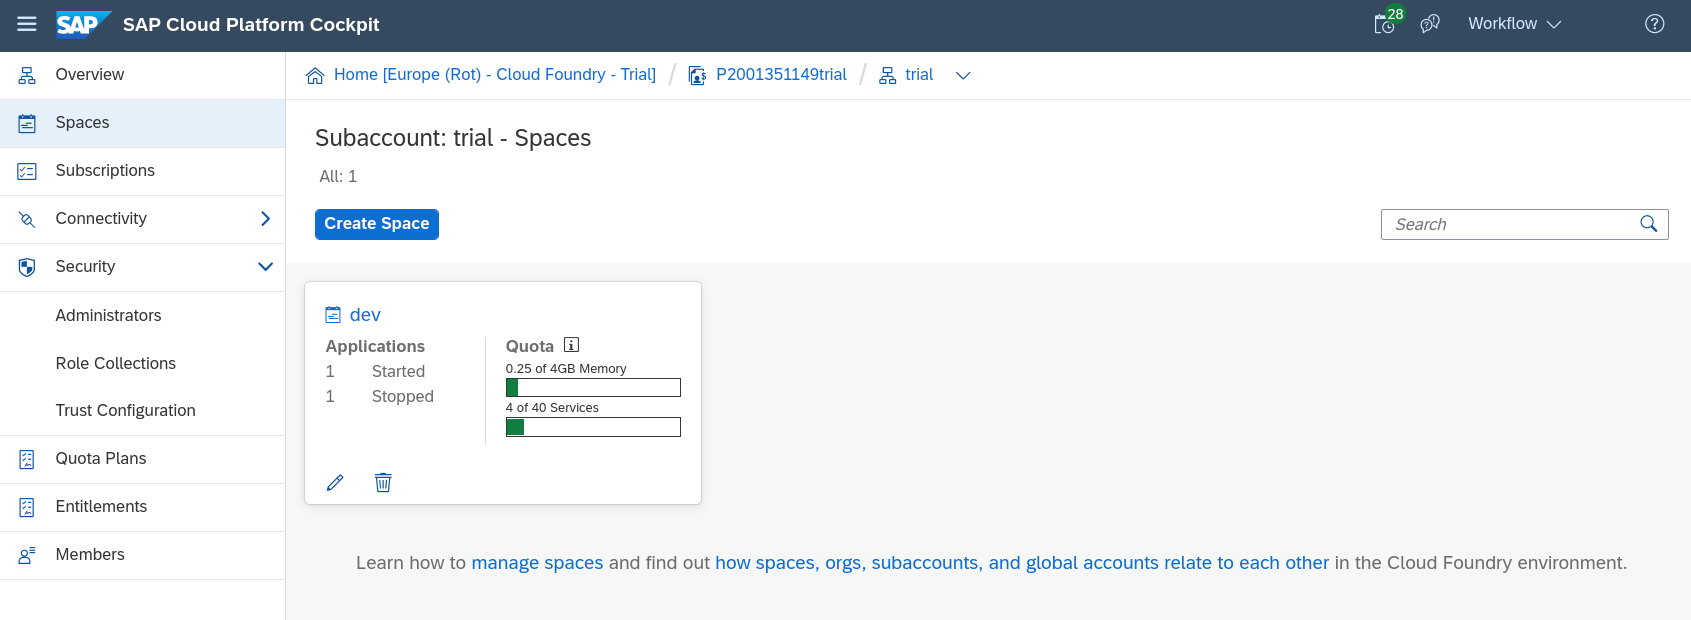 SAP SAP Cloud Platform Cockpit 28 Workflow
Overview
Spaces
Subscriptions
Connectivity
Security
Administrators
Role Collections
Trust Configuration
Quota Plans
Entitlements
Members
Home [Europe (Rot) - Cloud Foundry - Trial] / P2001351149trial / trial
Subaccount: trial - Spaces
All: 1
Create Space
Search
dev
Applications
1 Started
1 Stopped
Quota
0.25 of 4GB Memory
4 of 40 Services
Learn how to manage spaces and find out how spaces, orgs, subaccounts, and global accounts relate to each other in the Cloud Foundry environment.